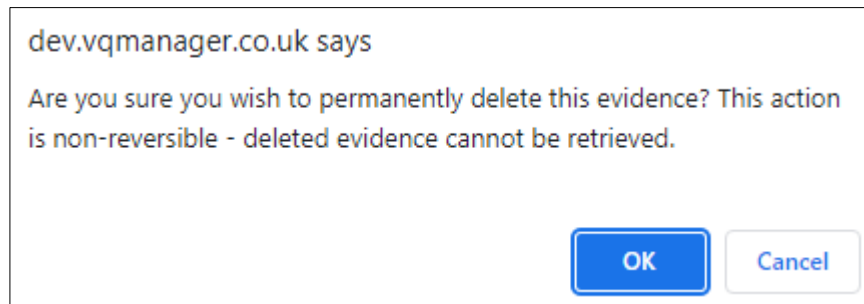 dev.vqmanager.co.uk says
Are you sure you wish to permanently delete this evidence? This action
is non-reversible - deleted evidence cannot be retrieved.
OK
Cancel